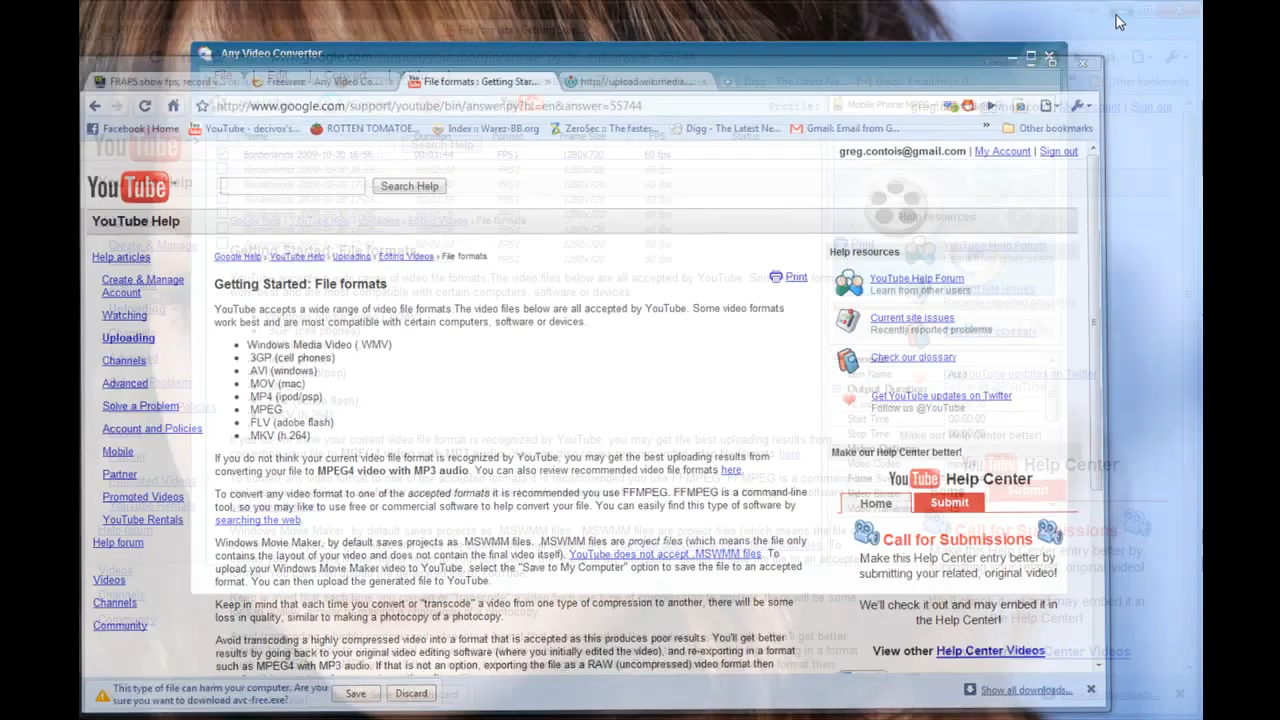 Any Video Converter
FRAPS show fps, record v
Freeware - Any Video Co...
File formats : Getting Star...
http://upload.wikimedia....
http://www.google.com/support/youtube/bin/answer.py?hl=en&answer=55744
Facebook | Home
YouTube - decivox's...
ROTTEN TOMATOE...
Index :: Warez-BB.org
ZeroSec :: The fastes...
Digg - The Latest Ne...
Gmail: Email from G...
»
Other bookmarks
greg.contois@gmail.com | My Account | Sign out
YouTube
Search Help
YouTube Help
Google Help › YouTube Help › Uploading › Editing Videos › File formats
Help articles
Create & Manage
Account
Watching
Uploading
Channels
Advanced
Solve a Problem
Account and Policies
Mobile
Partner
Promoted Videos
YouTube Rentals
Help forum
Videos
Channels
Community
Getting Started: File formats
Print
YouTube accepts a wide range of video file formats.The video files below are all accepted by YouTube. Some video formats
work best and are most compatible with certain computers, software or devices.
• Windows Media Video (.WMV)
• .3GP (cell phones)
• .AVI (windows)
• .MOV (mac)
• .MP4 (ipod/psp)
• .MPEG
• .FLV (adobe flash)
• .MKV (h.264)
If you do not think your current video file format is recognized by YouTube, you may get the best uploading results from
converting your file to MPEG4 video with MP3 audio. You can also review recommended video file formats here.
To convert any video format to one of the accepted formats it is recommended you use FFMPEG. FFMPEG is a command-line
tool, so you may like to use free or commercial software to help convert your file. You can easily find this type of software by
searching the web.
Windows Movie Maker, by default saves projects as .MSWMM files. .MSWMM files are project files (which means the file only
contains the layout of your video and does not contain the final video itself). YouTube does not accept .MSWMM files. To
upload your Windows Movie Maker video to YouTube, select the "Save to My Computer" option to save the file to an accepted
format. You can then upload the generated file to YouTube.
Keep in mind that each time you convert or "transcode" a video from one type of compression to another, there will be some
loss in quality, similar to making a photocopy of a photocopy.
Avoid transcoding a highly compressed video into a format that is accepted as this produces poor results. You'll get better
results by going back to your original video editing software (where you initially edited the video), and re-exporting in a format
such as MPEG4 with MP3 audio. If that is not an option, exporting the file as a RAW (uncompressed) video format then
Help resources
YouTube Help Forum
Learn from other users
Current site issues
Recently reported problems
Check our glossary
Get YouTube updates on Twitter
Follow us @YouTube
Make our Help Center better!
YouTube Help Center
Home
Submit
Call for Submissions
Make this Help Center entry better by
submitting your related, original video!
We'll check it out and may embed it in
the Help Center!
View other Help Center Videos
This type of file can harm your computer. Are you
sure you want to download avc-free.exe?
Save
Discard
Show all downloads...